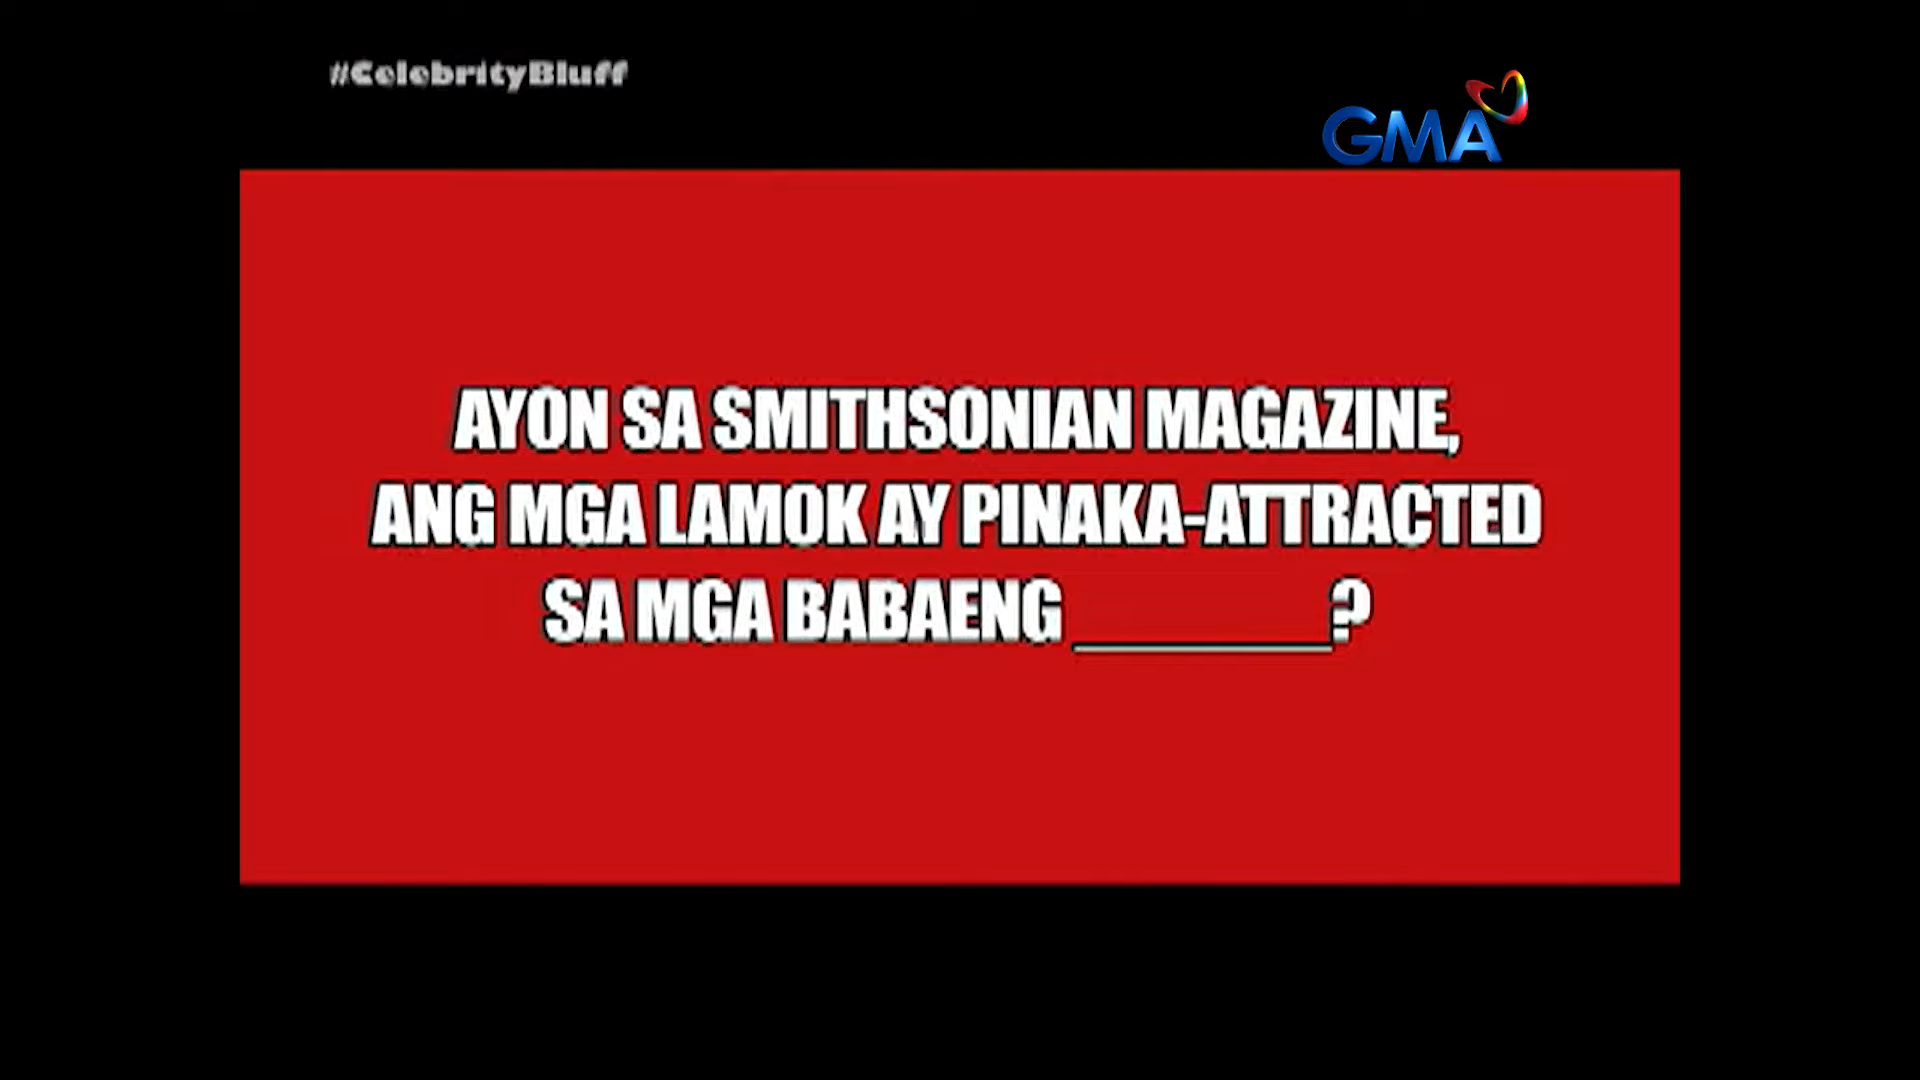 #CelebrityBluff
GMA
AYON SA SMITHSONIAN MAGAZINE,
ANG MGA LAMOK AY PINAKA-ATTRACTED
SA MGA BABAENG ________?